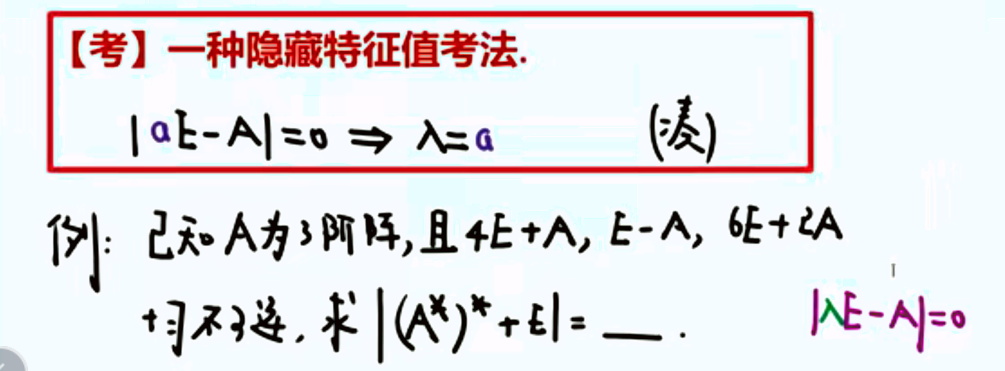 【考】一种隐藏特征值考法.
|aE-A|=0 ⇒ λ=a (凑)
例: 已知A为3阶阵,且4E+A, E-A, 6E+2A
均不可逆, 求|(A*)*+E|= __ .
|λE-A|=0